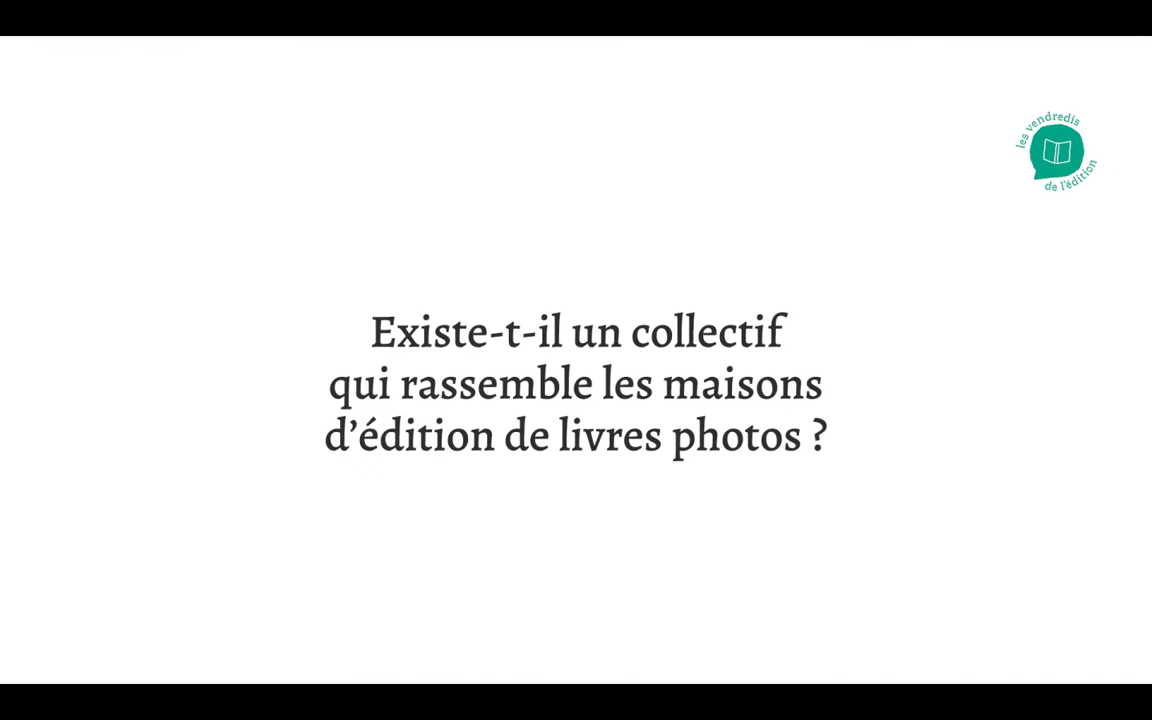 les vendredis
de l'édition
Existe-t-il un collectif
qui rassemble les maisons
d’édition de livres photos ?